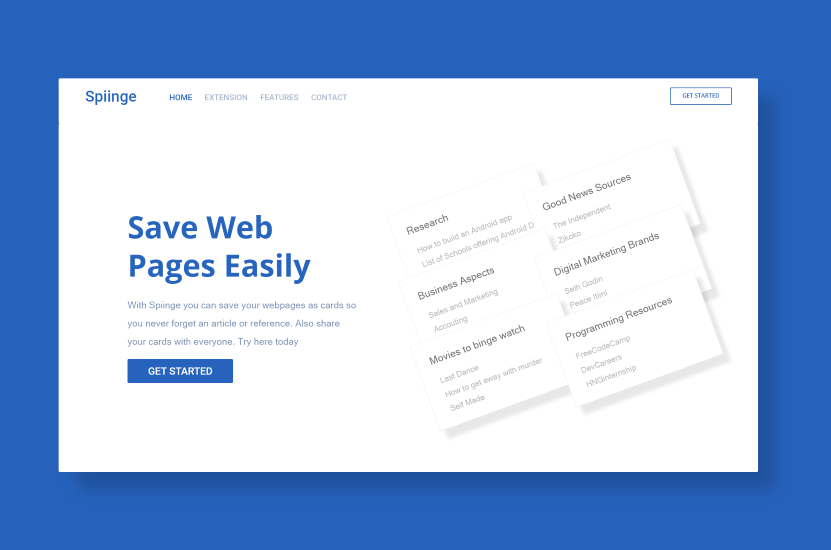 Spiinge
HOME EXTENSION FEATURES CONTACT
GET STARTED
Save Web
Pages Easily
With Spiinge you can save your webpages as cards so
you never forget an article or reference. Also share
your cards with everyone. Try here today
GET STARTED
Research
How to build an Android app
List of Schools offering Android D
Business Aspects
Sales and Marketing
Accouting
Movies to binge watch
Last Dance
How to get away with murder
Self Made
Good News Sources
The Independent
Zikoko
Digital Marketing Brands
Seth Godin
Peace Itimi
Programming Resources
FreeCodeCamp
DevCareers
HNGinternship